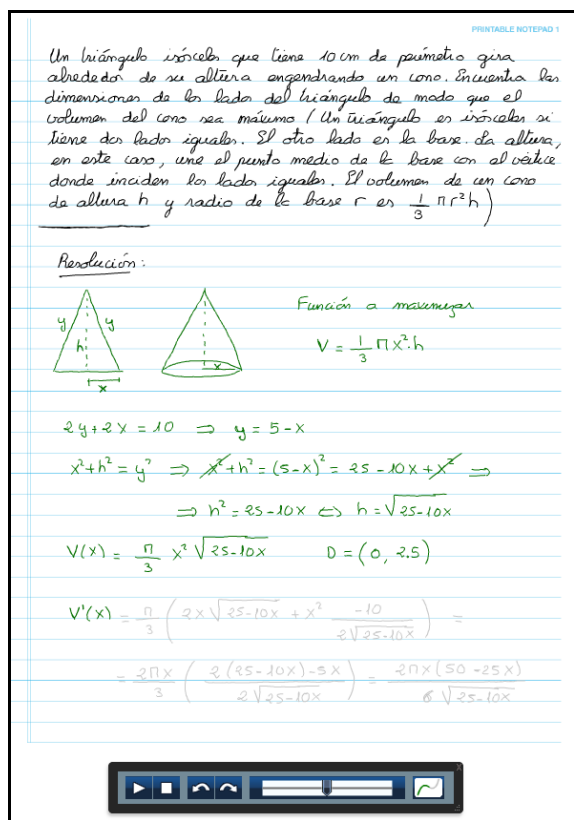 PRINTABLE NOTEPAD 1
Un triángulo isósceles que tiene 10 cm de perímetro gira
alrededor de su altura engendrando un cono. Encuentra las
dimensiones de los lados del triángulo de modo que el
volumen del cono sea máximo (Un triángulo es isósceles si
tiene dos lados iguales. El otro lado es la base. La altura,
en este caso, une el punto medio de la base con el vértice
donde inciden los lados iguales. El volumen de un cono
de altura h y radio de la base r es 1/3 πr²h)
Resolución:
y y
h
x
x
Función a maximizar
V = 1/3 πx²·h
2y + 2x = 10 ⇒ y = 5 - x
x² + h² = y² ⇒ x² + h² = (5-x)² = 25 - 10x + x² ⇒
⇒ h² = 25 - 10x ⇔ h = √(25-10x)
V(x) = π/3 x² √(25-10x) D = (0, 2.5)
V'(x) = π/3 (2x√(25-10x) + x² -10/(2√(25-10x))) =
= 2πx/3 (2(25-10x)-5x/(2√(25-10x))) = 2πx(50-25x)/(6√(25-10x))